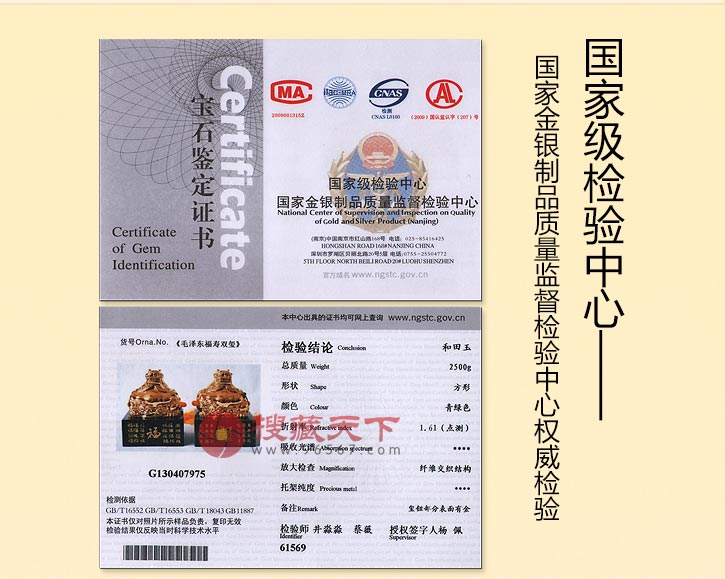 国家级检验中心——
国家金银制品质量监督检验中心权威检验
Certificate
宝石鉴定证书
Certificate
of Gem
Identification
MA
2009001315Z
ilac-MRA
CNAS
检测
CNAS L0160
AL
(2009)国认监认字(207)号
国家级检验中心
国家金银制品质量监督检验中心
National Center of Supervision and Inspection on Quality
of Gold and Silver Product (Nanjing)
(南京)中国南京市红山路168号 电话: 025-85416425
HONGSHAN ROAD 168# NANJING CHINA
深圳市罗湖区贝丽北路20号5层 电话:0755-25504772
5TH FLOOR NORTH BEILI ROAD 20# LUOHU SHENZHEN
官方域名 www.ngstc.gov.cn
本中心出具的证书均可网上查询 www.ngstc.gov.cn
货号Orna.No. 《毛泽东福寿双玺》
福
G130407975
检测依据
GB/T16552 GB/T16553 GB/T 18043 GB11887
本证书仅对照片所示样品负责,复印无效
检验结果仅反映当时科学技术水平
检验结论 Conclusion 和田玉
总质量 Weight 2500g
形状 Shape 方形
颜色 Colour 青绿色
折射率 Refractive index 1.61(点测)
吸收光谱 Absorption spectrum ****
放大检查 Magnification 纤维交织结构
托架纯度 Precious metal ****
备注Remark 玺钮部分表面有金
检验师 井淼淼 蔡薇 授权签字人 杨 佩
Identifier Supervisor
61569
搜藏天下
www.76567.com